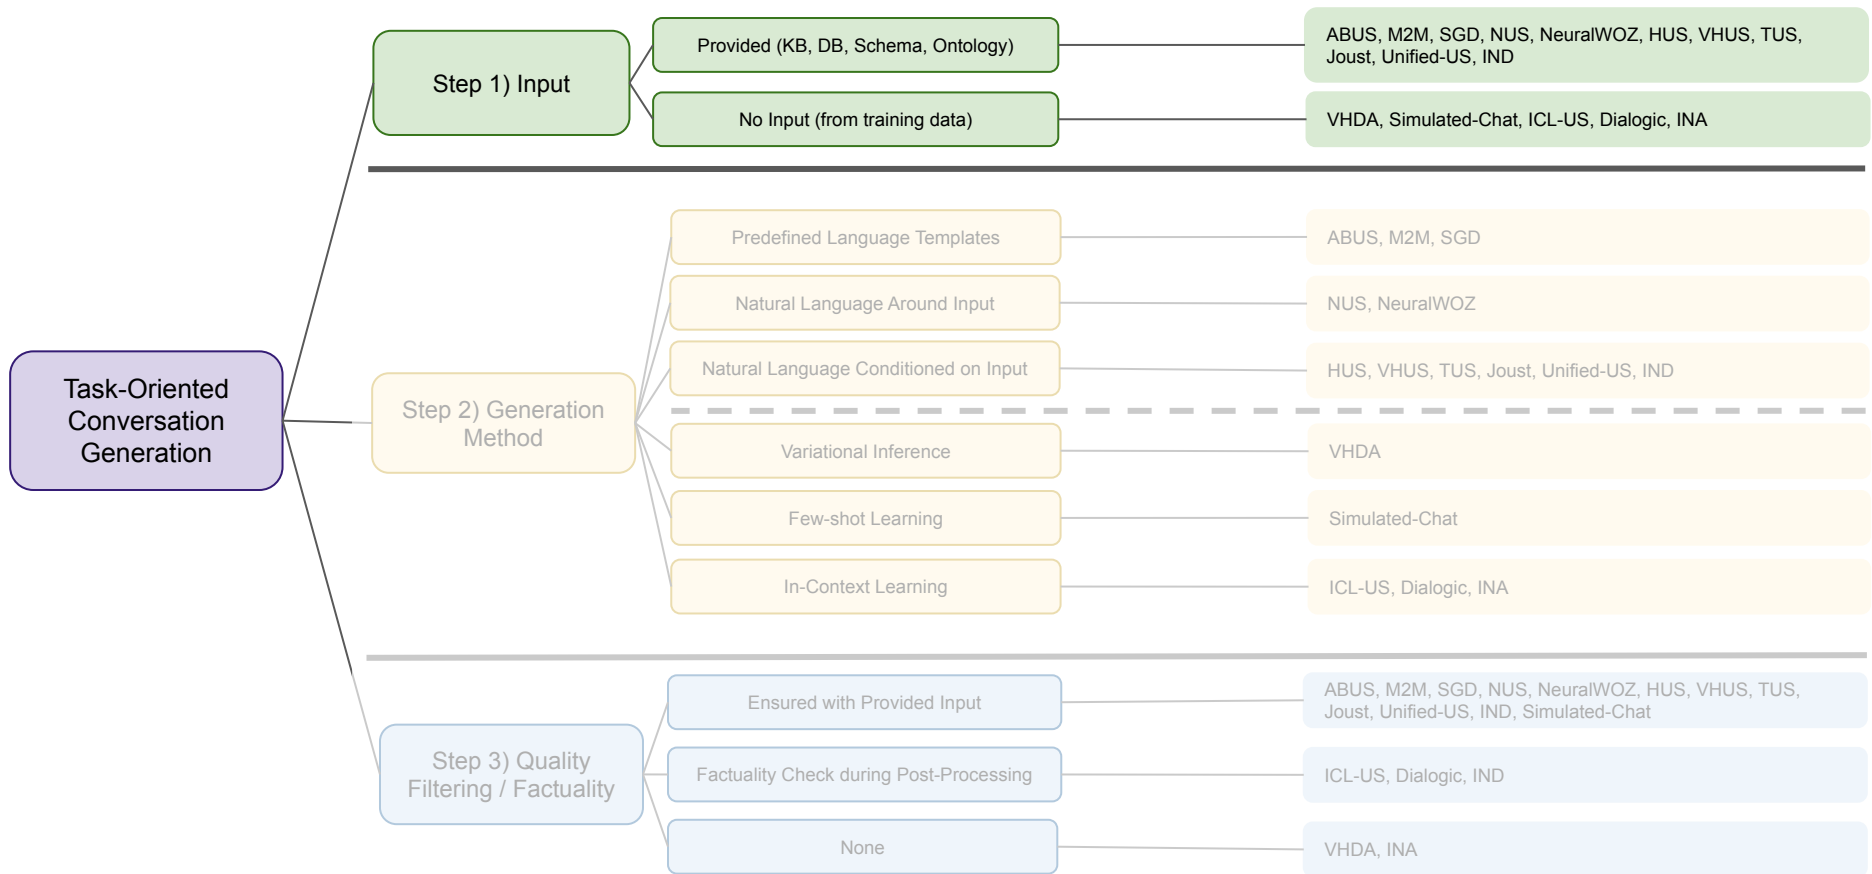 Task-Oriented
Conversation
Generation
Step 1) Input
Provided (KB, DB, Schema, Ontology)
ABUS, M2M, SGD, NUS, NeuralWOZ, HUS, VHUS, TUS,
Joust, Unified-US, IND
No Input (from training data)
VHDA, Simulated-Chat, ICL-US, Dialogic, INA
Step 2) Generation
Method
Predefined Language Templates
ABUS, M2M, SGD
Natural Language Around Input
NUS, NeuralWOZ
Natural Language Conditioned on Input
HUS, VHUS, TUS, Joust, Unified-US, IND
Variational Inference
VHDA
Few-shot Learning
Simulated-Chat
In-Context Learning
ICL-US, Dialogic, INA
Step 3) Quality
Filtering / Factuality
Ensured with Provided Input
ABUS, M2M, SGD, NUS, NeuralWOZ, HUS, VHUS, TUS,
Joust, Unified-US, IND, Simulated-Chat
Factuality Check during Post-Processing
ICL-US, Dialogic, IND
None
VHDA, INA